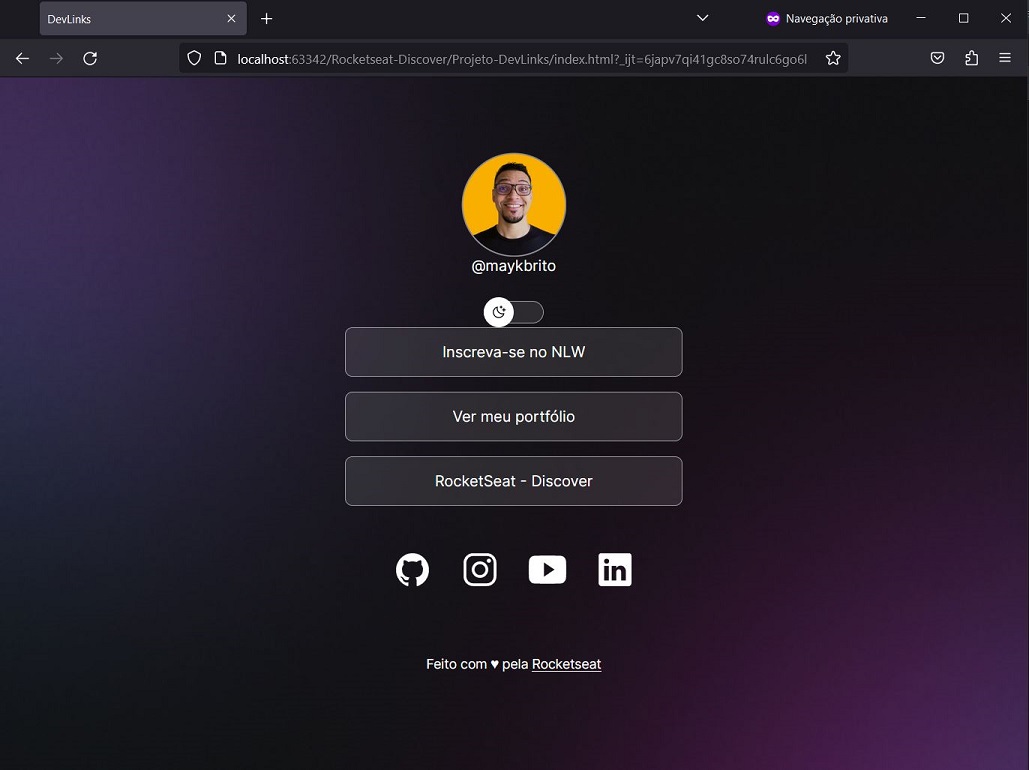 DevLinks
Navegação privativa
localhost:63342/Rocketseat-Discover/Projeto-DevLinks/index.html?_ijt=6japv7qi41gc8so74rulc6go6l
@maykbrito
Inscreva-se no NLW
Ver meu portfólio
RocketSeat - Discover
in
Feito com ♥ pela Rocketseat